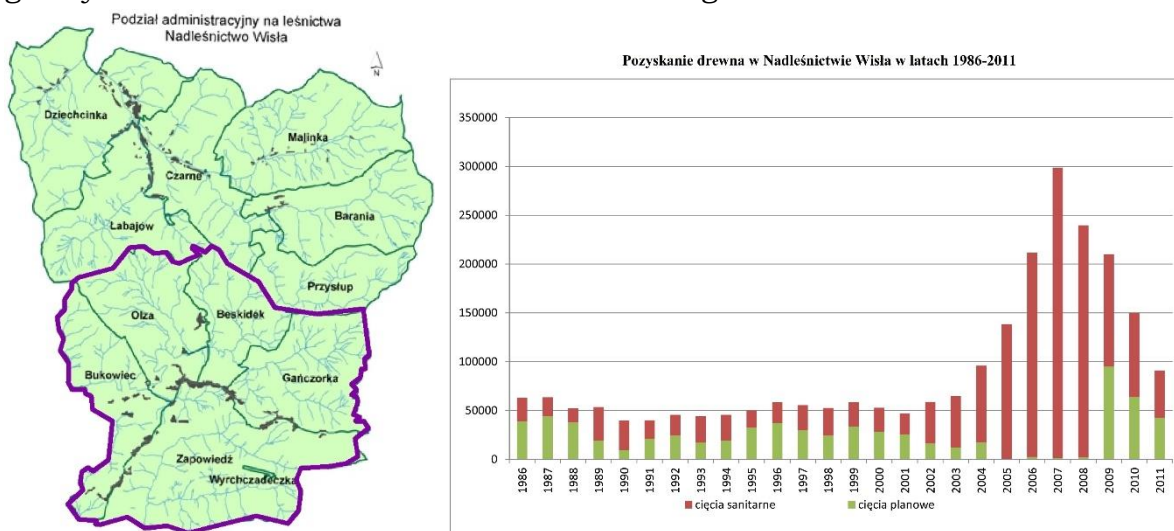 Podział administracyjny na leśnictwa
Nadleśnictwo Wisła
N
Dziechcinka
Malinka
Czarne
Barania
Łabajów
Przysłup
Olza
Beskidek
Bukowiec
Gańczorka
Zapowiedź
Wyrchczadeczka
Pozyskanie drewna w Nadleśnictwie Wisła w latach 1986-2011
350000
300000
250000
200000
150000
100000
50000
0
1986 1987 1988 1989 1990 1991 1992 1993 1994 1995 1996 1997 1998 1999 2000 2001 2002 2003 2004 2005 2006 2007 2008 2009 2010 2011
cięcia sanitarne cięcia planowe